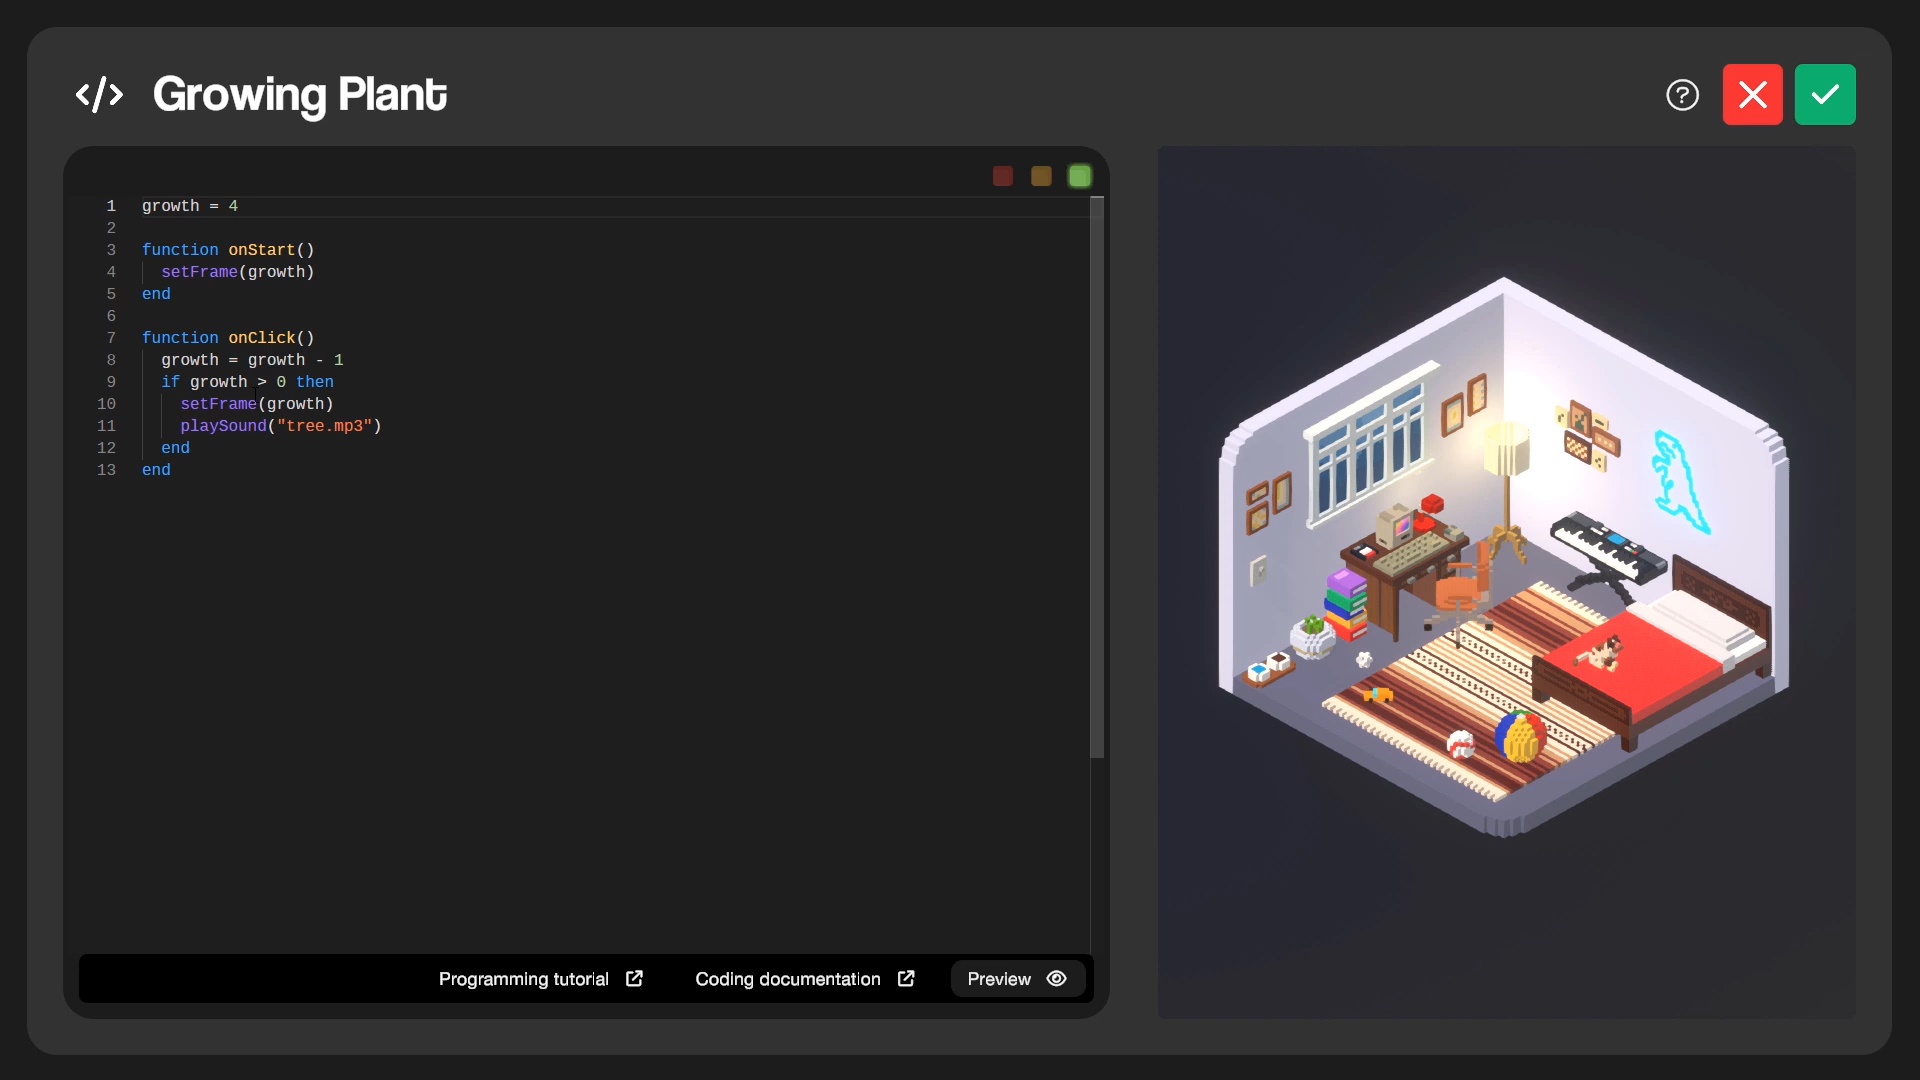 </> Growing Plant
?
1 growth = 4
2
3 function onStart()
4 setFrame(growth)
5 end
6
7 function onClick()
8 growth = growth - 1
9 if growth > 0 then
10 setFrame(growth)
11 playSound("tree.mp3")
12 end
13 end
Programming tutorial Coding documentation Preview